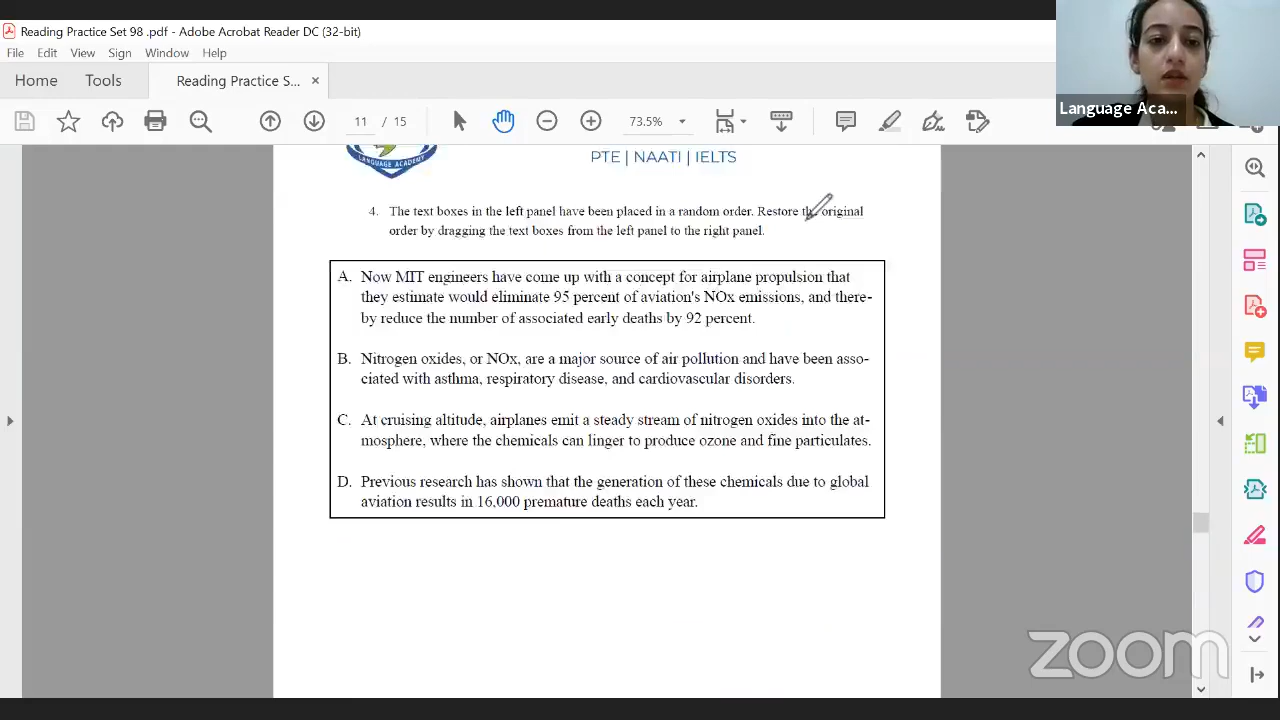 Reading Practice Set 98 .pdf - Adobe Acrobat Reader DC (32-bit)
File Edit View Sign Window Help
Home Tools Reading Practice S... ×
11 / 15 73.5%
Language Aca...
LANGUAGE ACADEMY
PTE | NAATI | IELTS
4. The text boxes in the left panel have been placed in a random order. Restore the original
order by dragging the text boxes from the left panel to the right panel.
A. Now MIT engineers have come up with a concept for airplane propulsion that
they estimate would eliminate 95 percent of aviation's NOx emissions, and there-
by reduce the number of associated early deaths by 92 percent.
B. Nitrogen oxides, or NOx, are a major source of air pollution and have been asso-
ciated with asthma, respiratory disease, and cardiovascular disorders.
C. At cruising altitude, airplanes emit a steady stream of nitrogen oxides into the at-
mosphere, where the chemicals can linger to produce ozone and fine particulates.
D. Previous research has shown that the generation of these chemicals due to global
aviation results in 16,000 premature deaths each year.
zoom